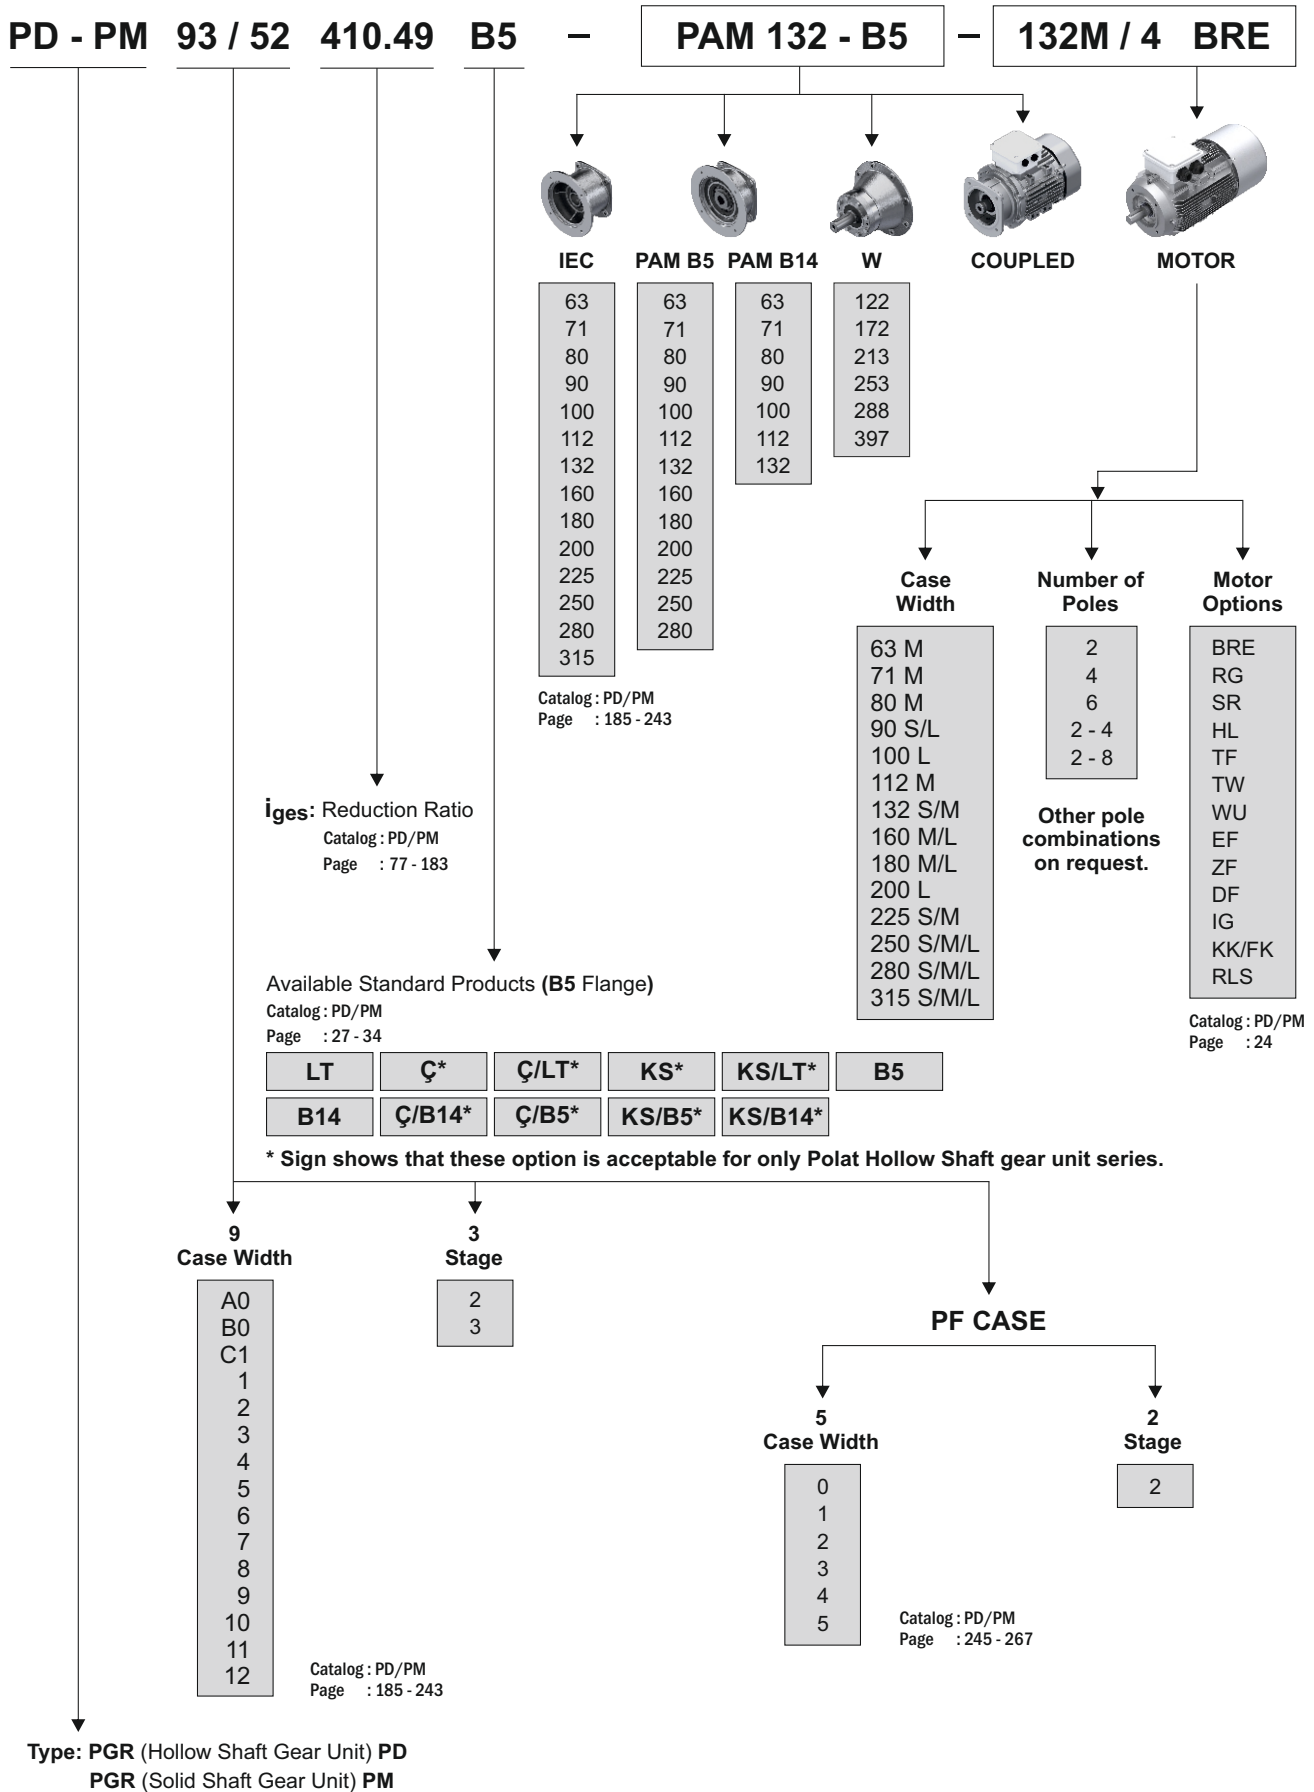 PD - PM 93 / 52 410.49 B5 – PAM 132 - B5 – 132M / 4 BRE
IEC PAM B5 PAM B14 W COUPLED MOTOR
63 63 63 122
71 71 71 172
80 80 80 213
90 90 90 253
100 100 100 288
112 112 112 397
132 132 132
160 160
180 180
200 200
225 225
250 250
280 280
315
Catalog : PD/PM
Page : 185 - 243
Case
Width
63 M
71 M
80 M
90 S/L
100 L
112 M
132 S/M
160 M/L
180 M/L
200 L
225 S/M
250 S/M/L
280 S/M/L
315 S/M/L
Number of
Poles
2
4
6
2 - 4
2 - 8
Other pole
combinations
on request.
Motor
Options
BRE
RG
SR
HL
TF
TW
WU
EF
ZF
DF
IG
KK/FK
RLS
Catalog : PD/PM
Page : 24
iges: Reduction Ratio
Catalog : PD/PM
Page : 77 - 183
Available Standard Products (B5 Flange)
Catalog : PD/PM
Page : 27 - 34
LT Ç* Ç/LT* KS* KS/LT* B5
B14 Ç/B14* Ç/B5* KS/B5* KS/B14*
* Sign shows that these option is acceptable for only Polat Hollow Shaft gear unit series.
9
Case Width
A0
B0
C1
1
2
3
4
5
6
7
8
9
10
11
12
Catalog : PD/PM
Page : 185 - 243
3
Stage
2
3
PF CASE
5
Case Width
0
1
2
3
4
5
Catalog : PD/PM
Page : 245 - 267
2
Stage
2
Type: PGR (Hollow Shaft Gear Unit) PD
PGR (Solid Shaft Gear Unit) PM